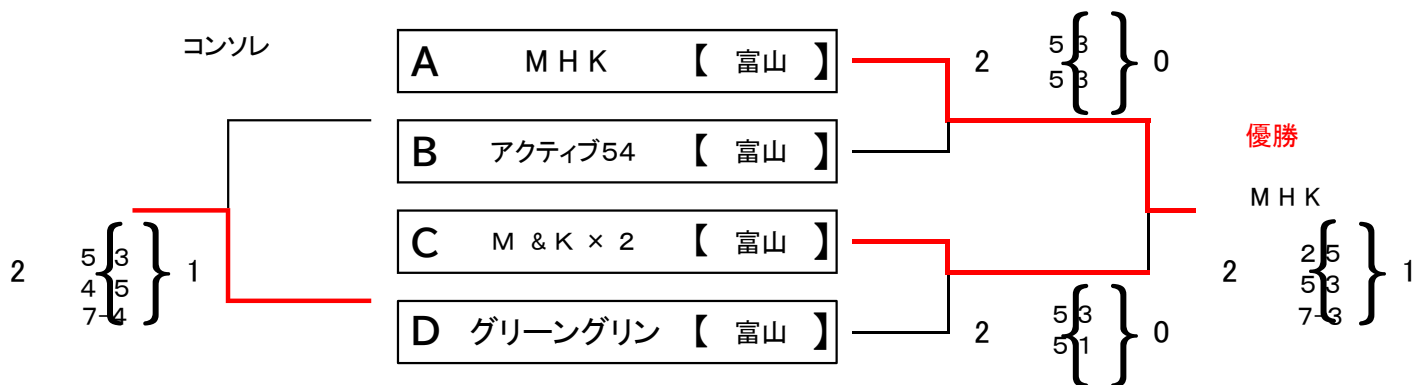 コンソレ
A ＭＨＫ 【 富山 】
B アクティブ54 【 富山 】
C Ｍ ＆Ｋ × 2 【 富山 】
D グリーングリン 【 富山 】
2 { 5 3 } 0
5 3
優勝
ＭＨＫ
2 { 2 5 } 1
5 3
7-3
2 { 5 3 } 0
5 1
2 { 5 3 } 1
4 5
7-4